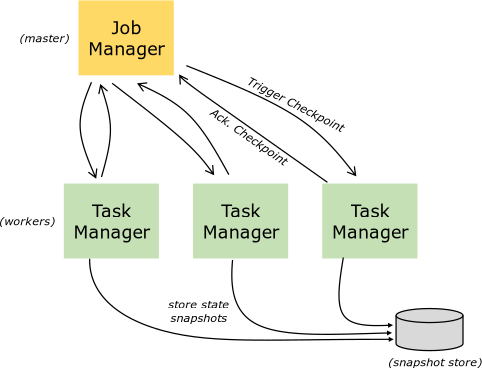 (master)
Job
Manager
Trigger Checkpoint
Ack. Checkpoint
(workers)
Task
Manager
Task
Manager
Task
Manager
store state
snapshots
(snapshot store)